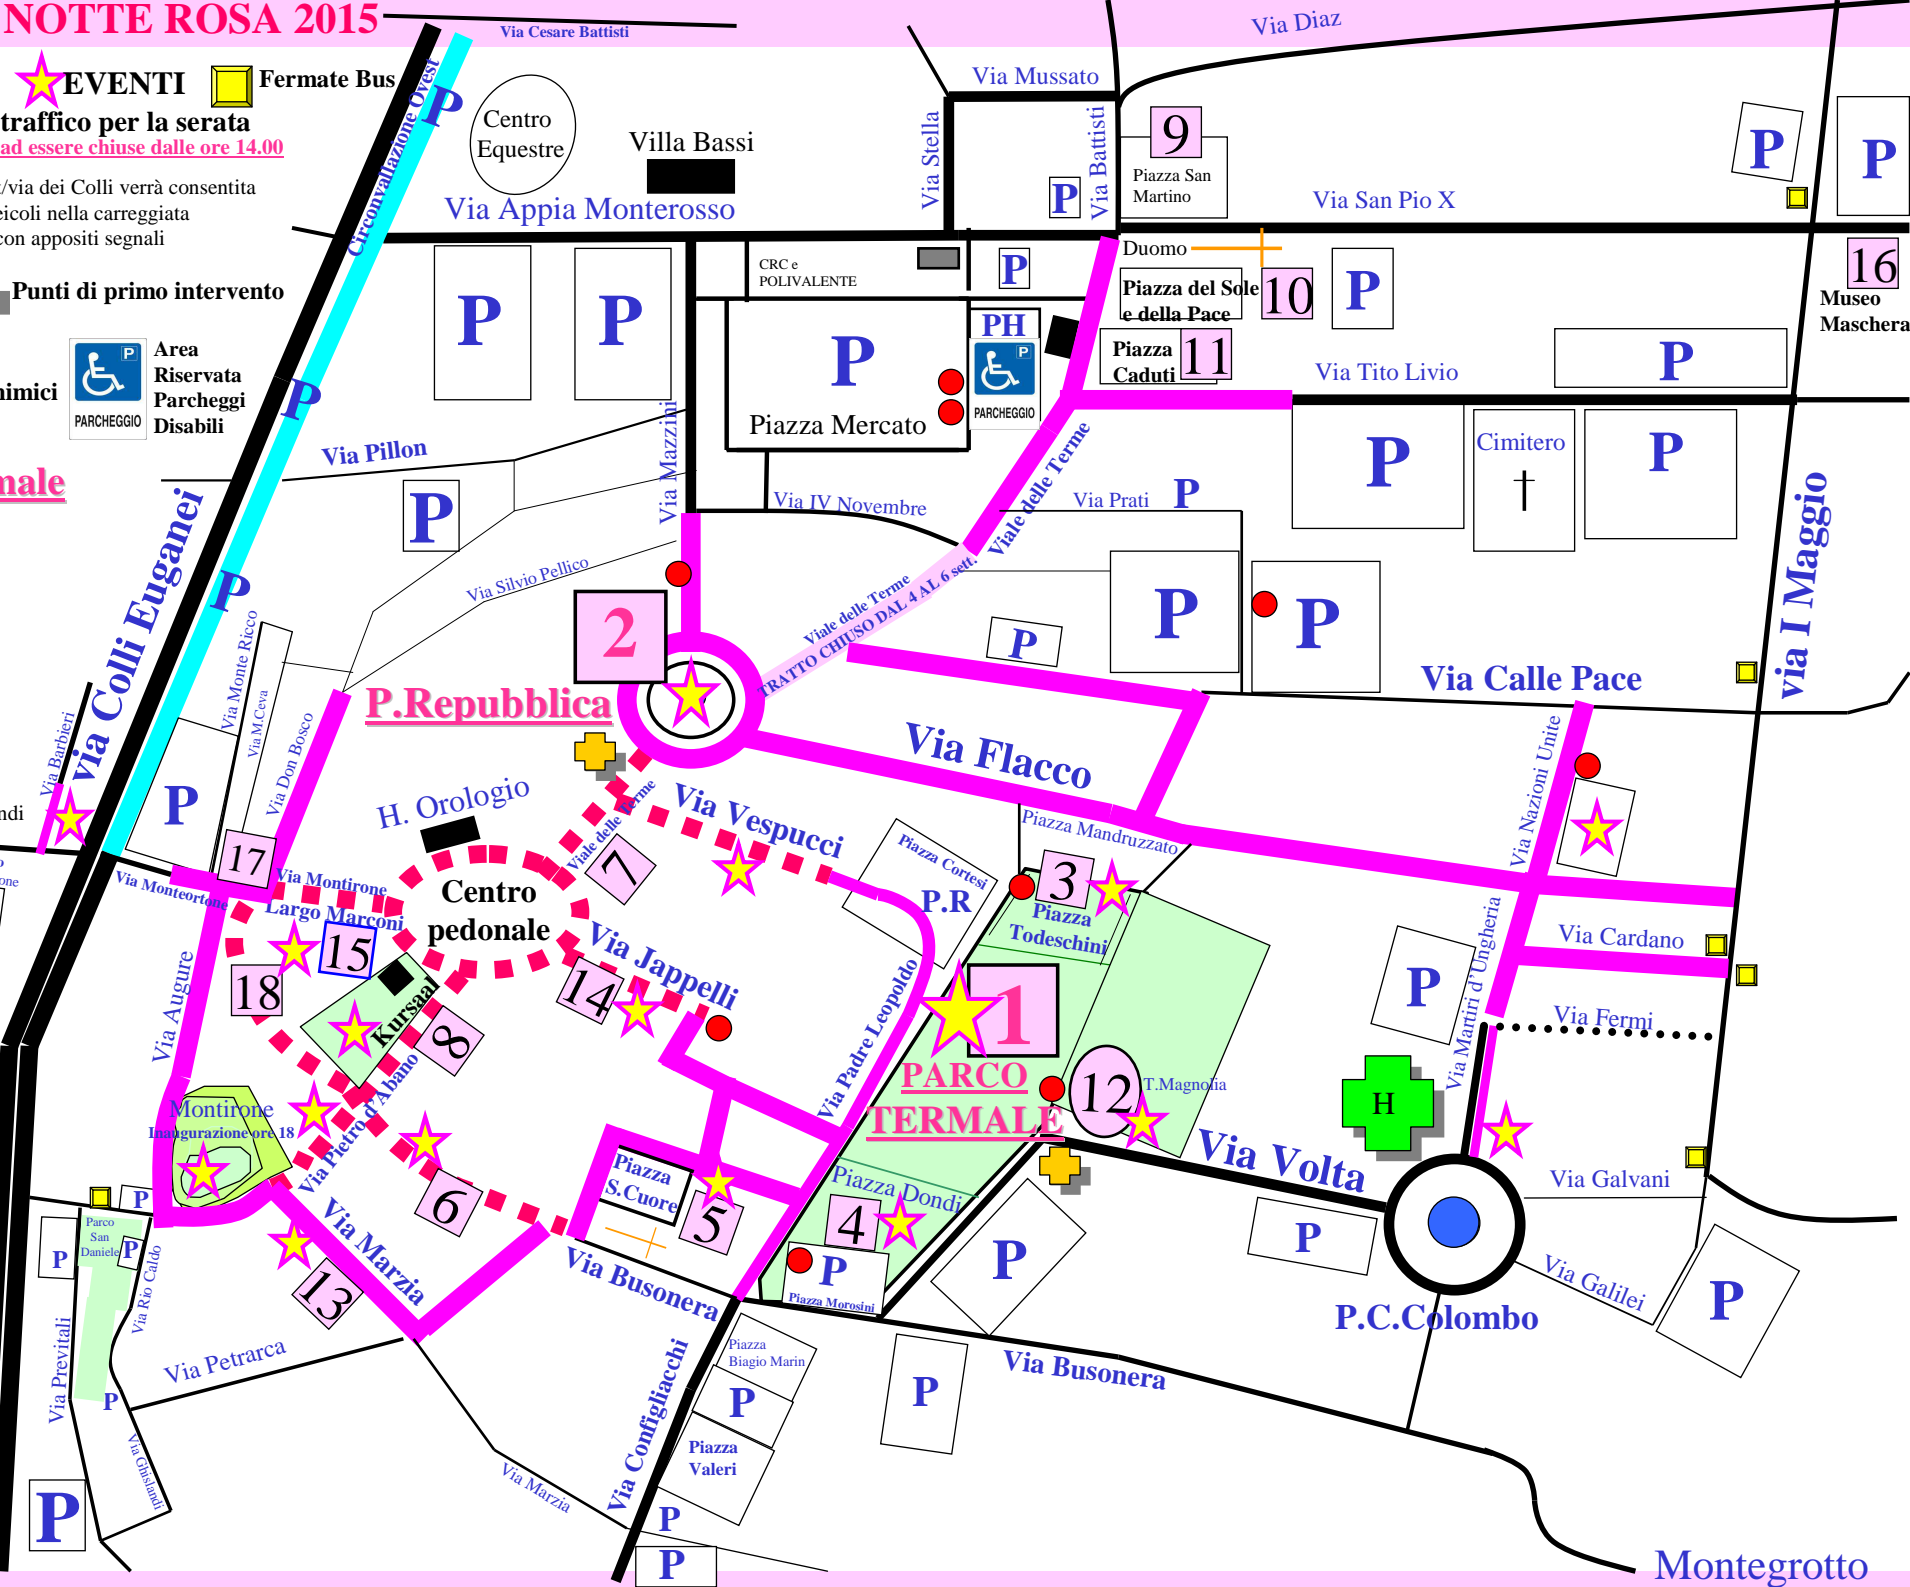 NOTTE ROSA 2015
Via Cesare Battisti
Via Diaz
EVENTI
Fermate Bus
traffico per la serata
ad essere chiuse dalle ore 14.00
/via dei Colli verrà consentita
eicoli nella carreggiata
con appositi segnali
Punti di primo intervento
P
PARCHEGGIO
Area
Riservata
Parcheggi
Disabili
nimici
male
ndi
one
Circonvallazione Ovest
P
P
P
Centro
Equestre
Villa Bassi
Via Appia Monterosso
Via Mussato
Via Stella
Via Battisti
P
9
Piazza San
Martino
Via San Pio X
P
P
16
Museo
Maschera
Duomo
Piazza del Sole
e della Pace
10
P
Piazza
Caduti
11
Via Tito Livio
P
CRC e
POLIVALENTE
P
P
P
P
PH
P
PARCHEGGIO
Piazza Mercato
Via Mazzini
Via Pillon
P
Via IV Novembre
Viale delle Terme
Via Prati
P
P
Cimitero
P
via I Maggio
via Colli Euganei
Via Silvio Pellico
Viale delle Terme
TRATTO CHIUSO DAL 4 AL 6 sett.
P
P
P
Via Calle Pace
2
P.Repubblica
Via Monte Ricco
Via M.Ceva
Via Don Bosco
Via Barbieri
P
Via Flacco
Via Nazioni Unite
H. Orologio
Viale delle Terme
Via Vespucci
7
Piazza Mandruzzato
Piazza Cortesi
P.R
3
Piazza
Todeschini
17
Via Monteortone
Via Montirone
Largo Marconi
Centro
pedonale
15
18
Kursaal
8
14
Via Jappelli
Via Augure
Via Padre Leopoldo
1
PARCO
TERMALE
12
T.Magnolia
Via Martiri d'Ungheria
P
Via Cardano
Via Fermi
H
Via Volta
Via Galvani
Montirone
Inaugurazione ore 18
Via Pietro d'Abano
6
Piazza
S.Cuore
5
Piazza Dondi
4
P
Piazza Morosini
P
P
P.C.Colombo
Via Galilei
P
P
Parco
San
Daniele
P
P
Via Rio Caldo
Via Previtali
P
Via Ghislandi
P
Via Marzia
13
Via Petrarca
Via Busonera
Via Marzia
Via Configliacchi
Piazza
Biagio Marin
P
Piazza
Valeri
P
P
P
Via Busonera
Montegrotto